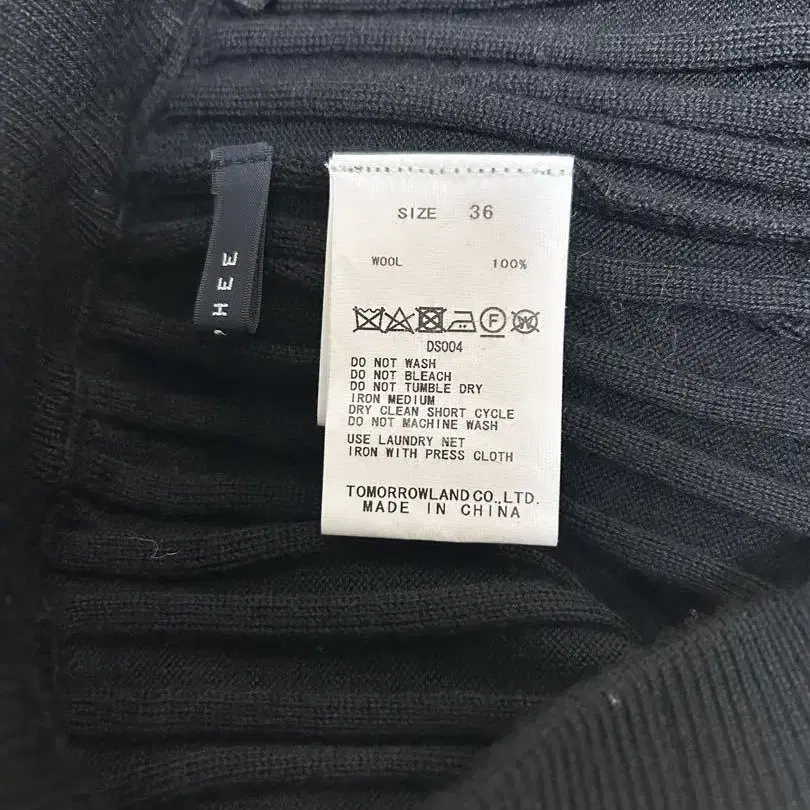 ' HEE
SIZE 36
WOOL 100%
F
W
DS004
DO NOT WASH
DO NOT BLEACH
DO NOT TUMBLE DRY
IRON MEDIUM
DRY CLEAN SHORT CYCLE
DO NOT MACHINE WASH
USE LAUNDRY NET
IRON WITH PRESS CLOTH
TOMORROWLAND CO.,LTD.
MADE IN CHINA